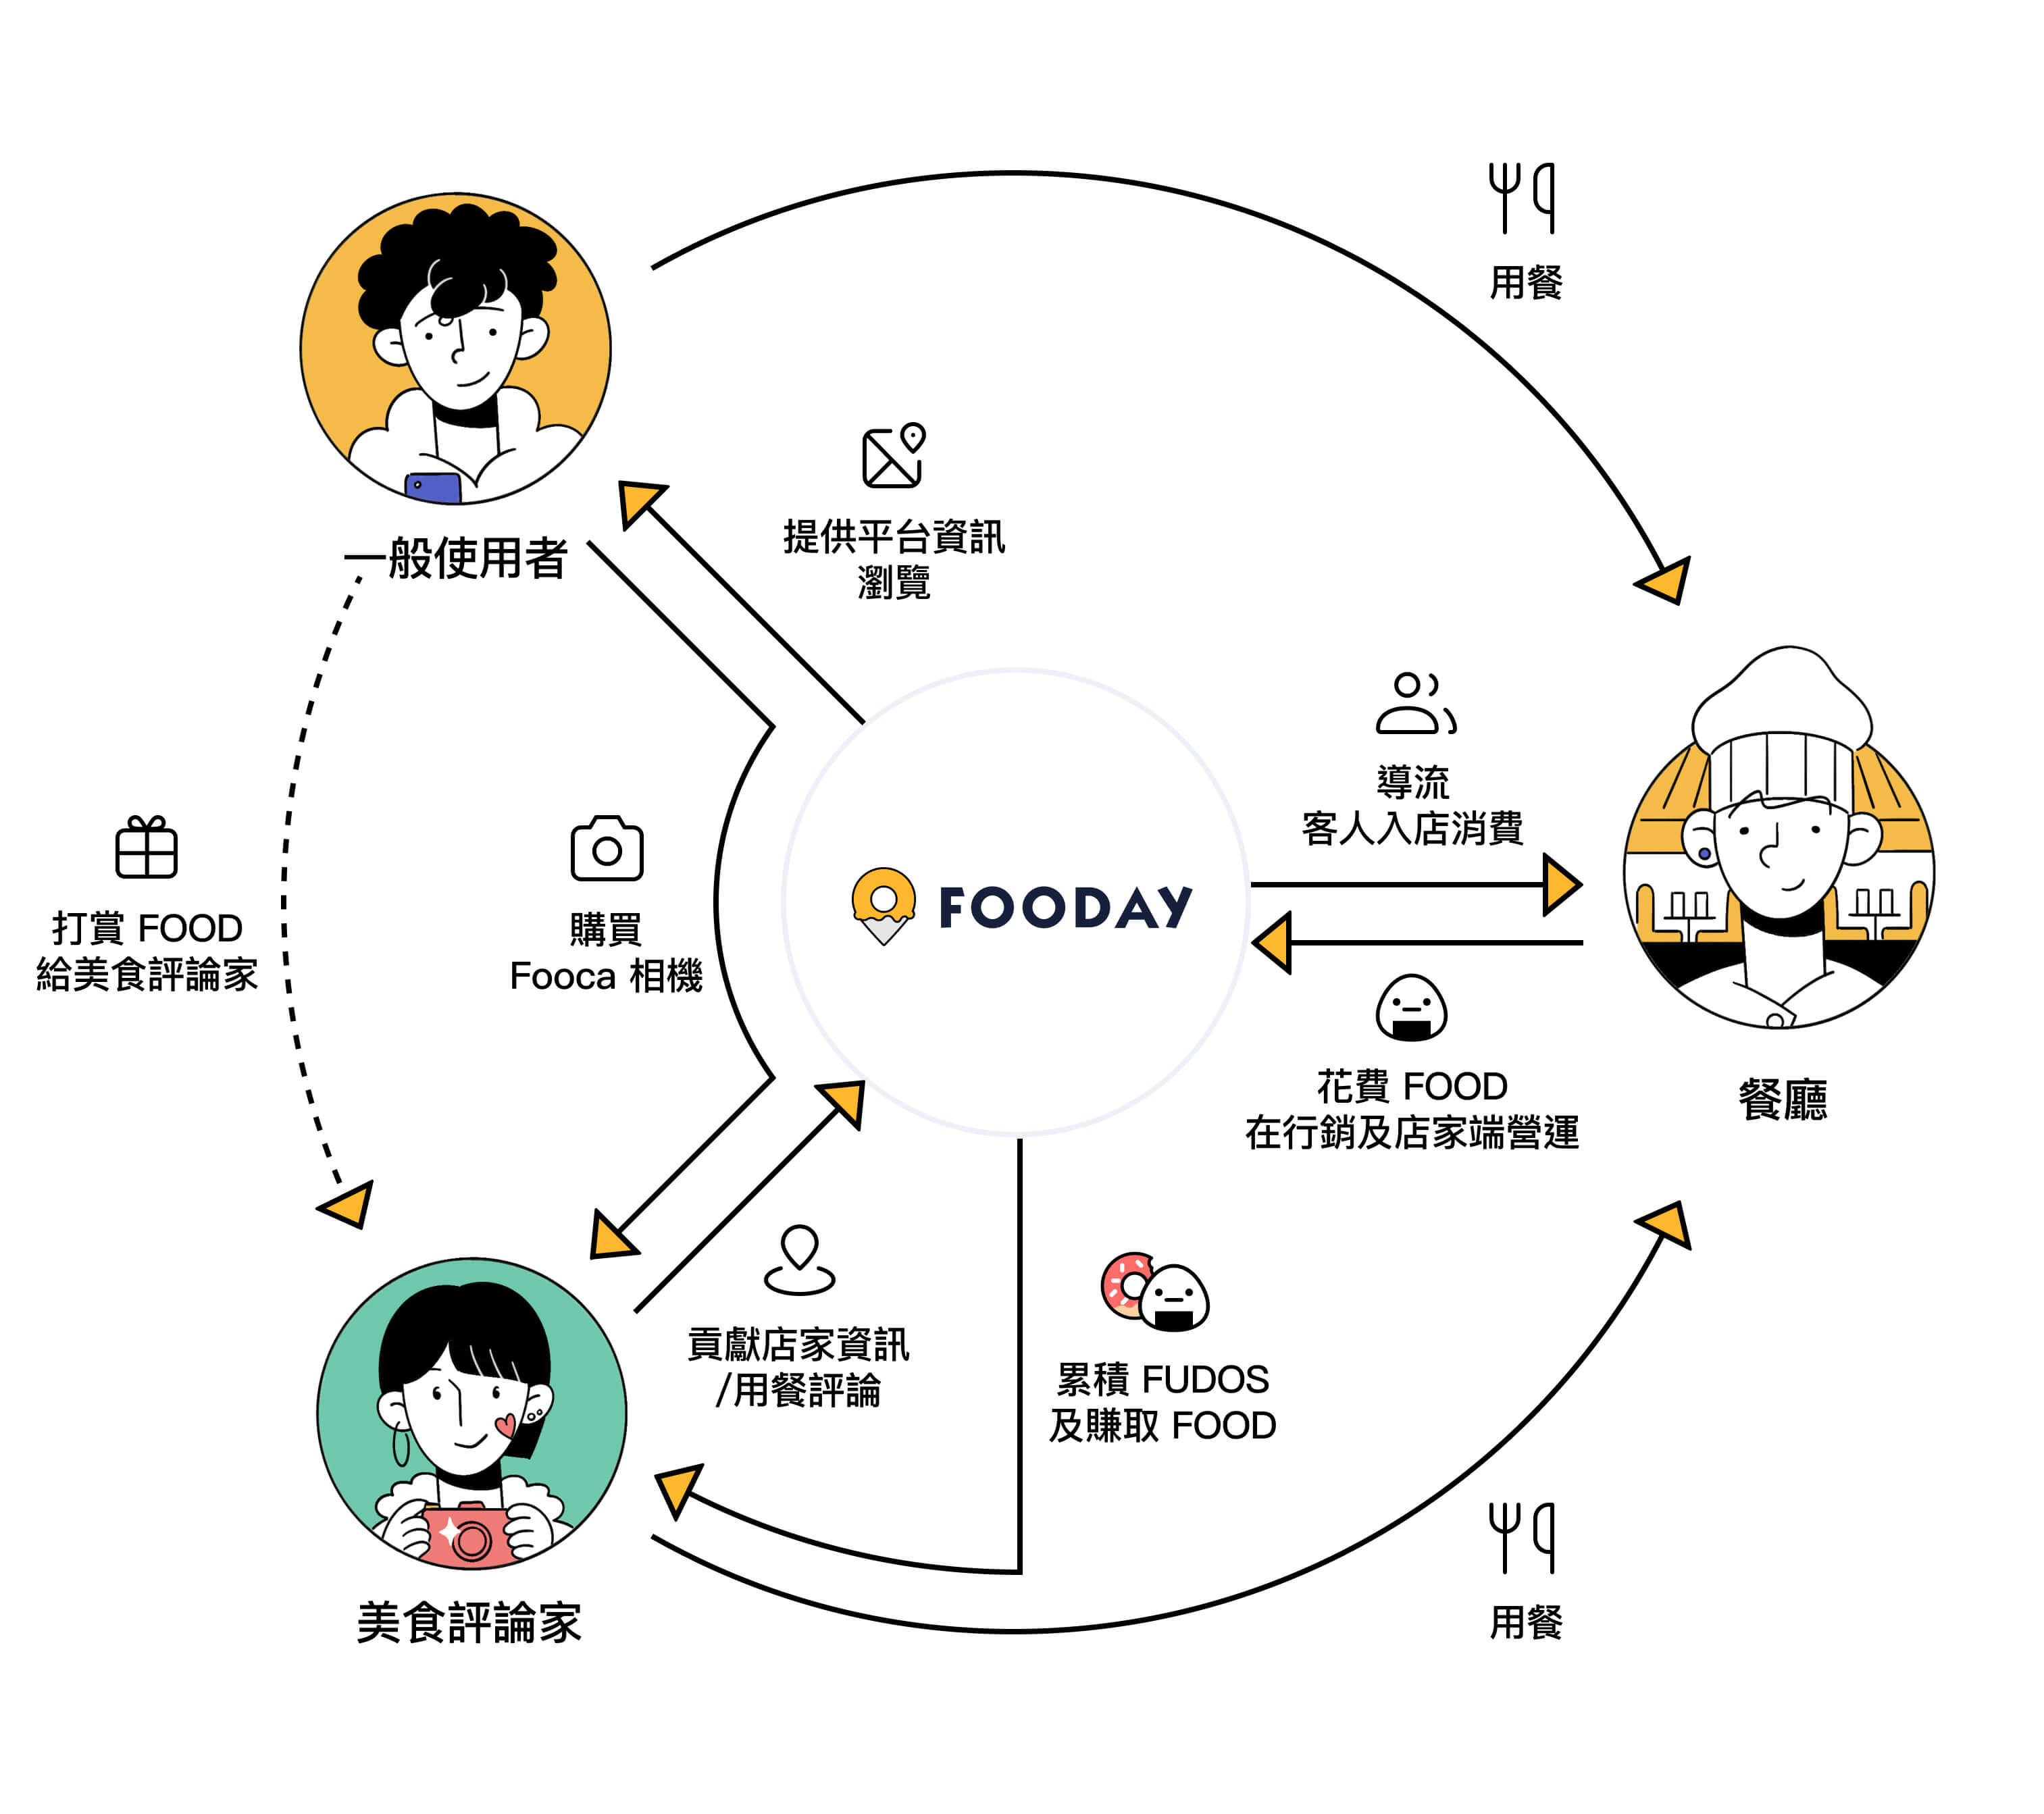 用餐
一般使用者
提供平台資訊
瀏覽
導流
客人入店消費
打賞 FOOD
給美食評論家
購買
Fooca 相機
FOODAY
花費 FOOD
在行銷及店家端營運
餐廳
貢獻店家資訊
/用餐評論
累積 FUDOS
及賺取 FOOD
美食評論家
用餐